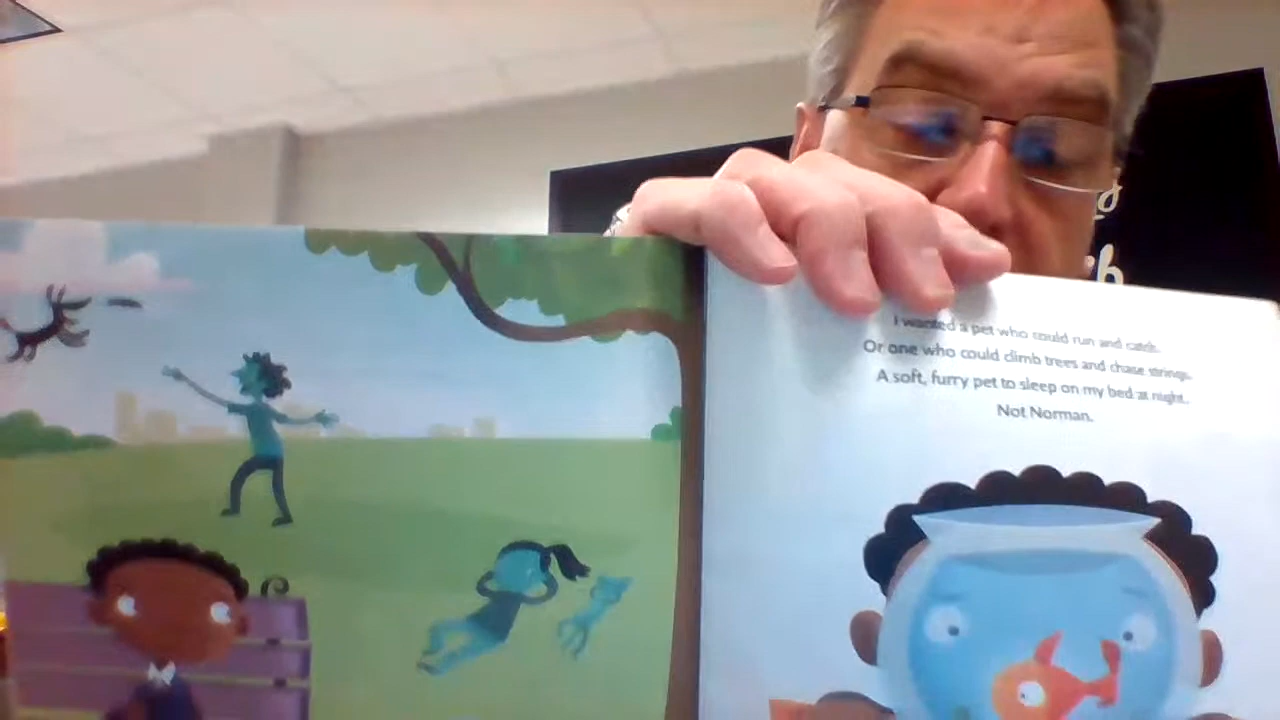 I wanted a pet who could run and catch.
Or one who could climb trees and chase strings.
A soft, furry pet to sleep on my bed at night.
Not Norman.